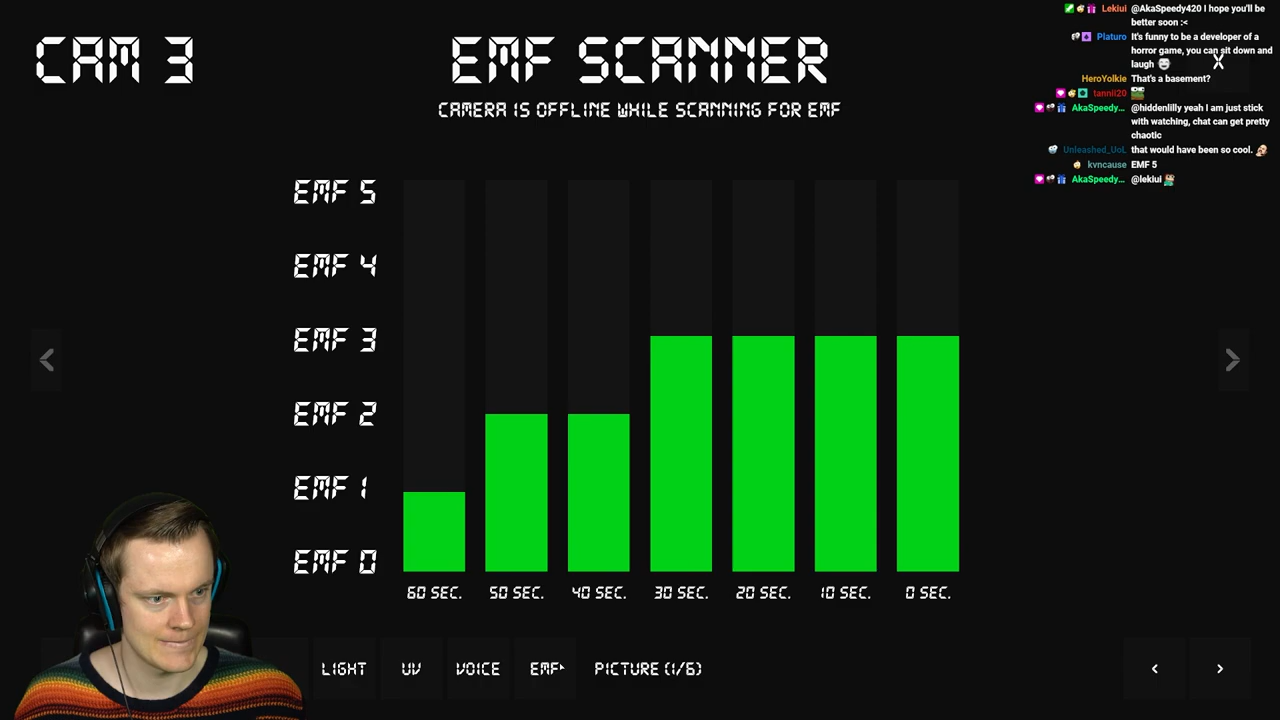 CAM 3
EMF SCANNER
CAMERA IS OFFLINE WHILE SCANNING FOR EMF
EMF 5
EMF 4
EMF 3
EMF 2
EMF 1
EMF 0
60 SEC.
50 SEC.
40 SEC.
30 SEC.
20 SEC.
10 SEC.
0 SEC.
<
>
LIGHT
UV
VOICE
EMF
PICTURE (1/6)
<
>
X
Lekiui @AkaSpeedy420 I hope you'll be
better soon :<
Platuro It's funny to be a developer of a
horror game, you can sit down and
laugh
HeroYolkie That's a basement?
tannii20
AkaSpeedy... @hiddenlilly yeah I am just stick
with watching, chat can get pretty
chaotic
Unleashed_UoL that would have been so cool.
kvncause EMF 5
AkaSpeedy... @lekiui